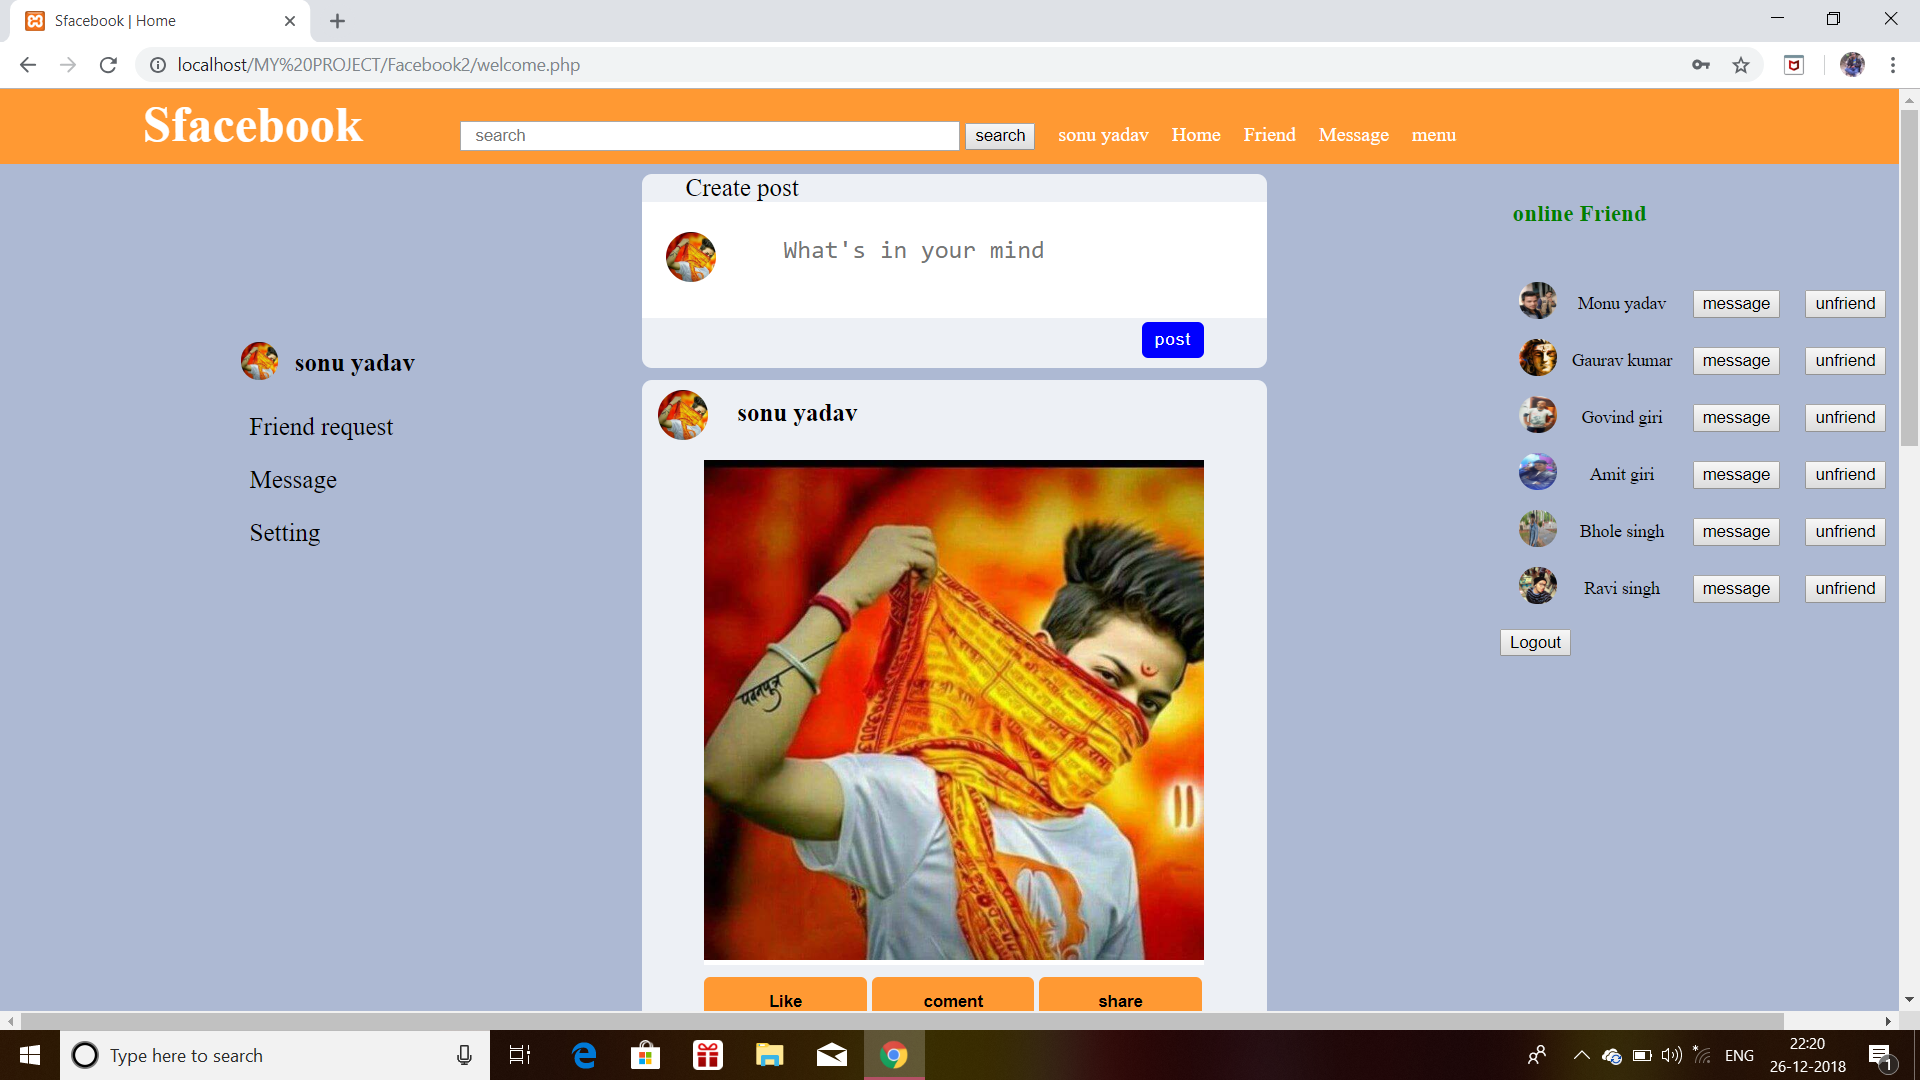 Sfacebook | Home
localhost/MY%20PROJECT/Facebook2/welcome.php
Sfacebook
search search sonu yadav Home Friend Message menu
Create post
What's in your mind
post
sonu yadav
Friend request
Message
Setting
sonu yadav
पवनपुत्र
Like coment share
online Friend
Monu yadav message unfriend
Gaurav kumar message unfriend
Govind giri message unfriend
Amit giri message unfriend
Bhole singh message unfriend
Ravi singh message unfriend
Logout
Type here to search
ENG
22:20
26-12-2018
1